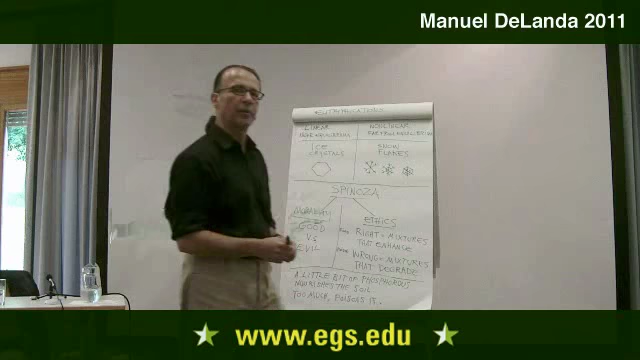 Manuel DeLanda 2011
LINEAR
NONLINEAR
ICE
CRYSTALS
SNOW
FLAKES
SPINOZA
ETHICS
GOOD
VS
EVIL
RIGHT = MIXTURES
THAT ENHANCE
WRONG = MIXTURES
THAT DEGRADE
A LITTLE BIT OF PHOSPHOROUS
NOURISHES THE SOIL
TOO MUCH, POISONS IT.
www.egs.edu